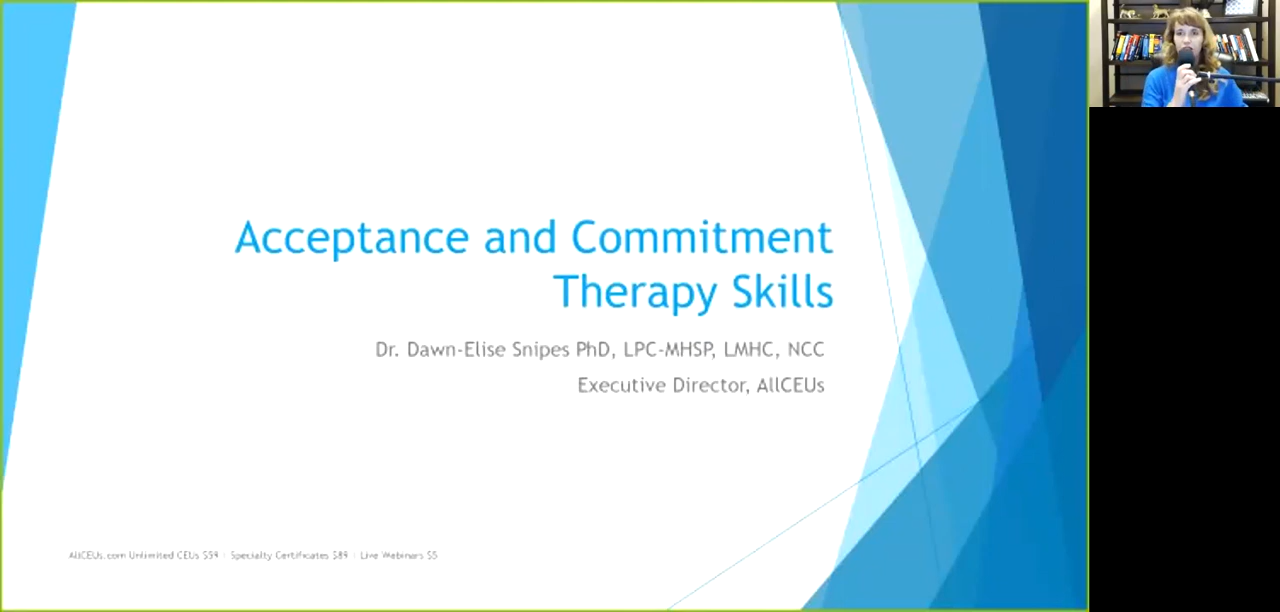 Acceptance and Commitment
Therapy Skills
Dr. Dawn-Elise Snipes PhD, LPC-MHSP, LMHC, NCC
Executive Director, AllCEUs
AllCEUs.com Unlimited CEUs $59 | Specialty Certificates $89 | Live Webinars $5